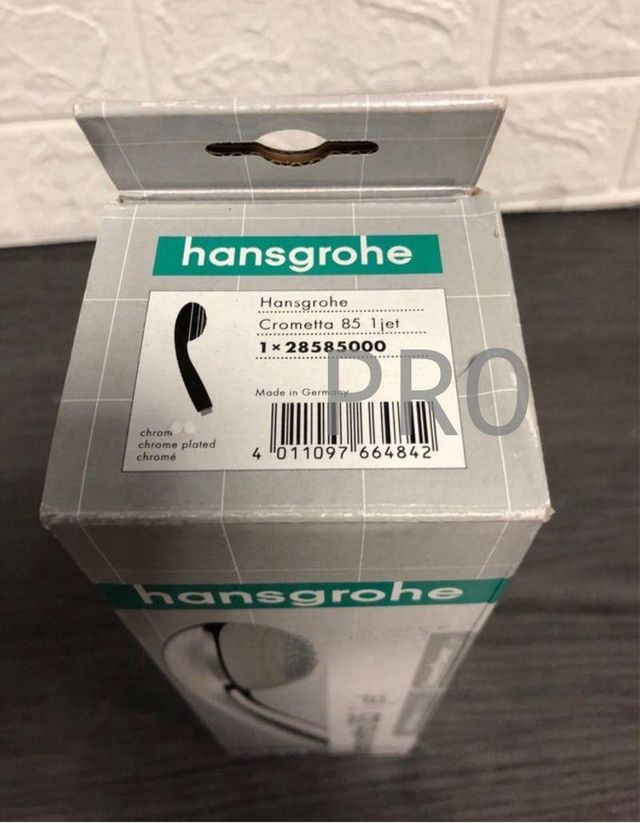 hansgrohe
Hansgrohe
Crometta 85 1jet
1 × 28585000
Made in Germany
PRO
chrom
chrome plated
chromé
4 011097 664842
hansgrohe